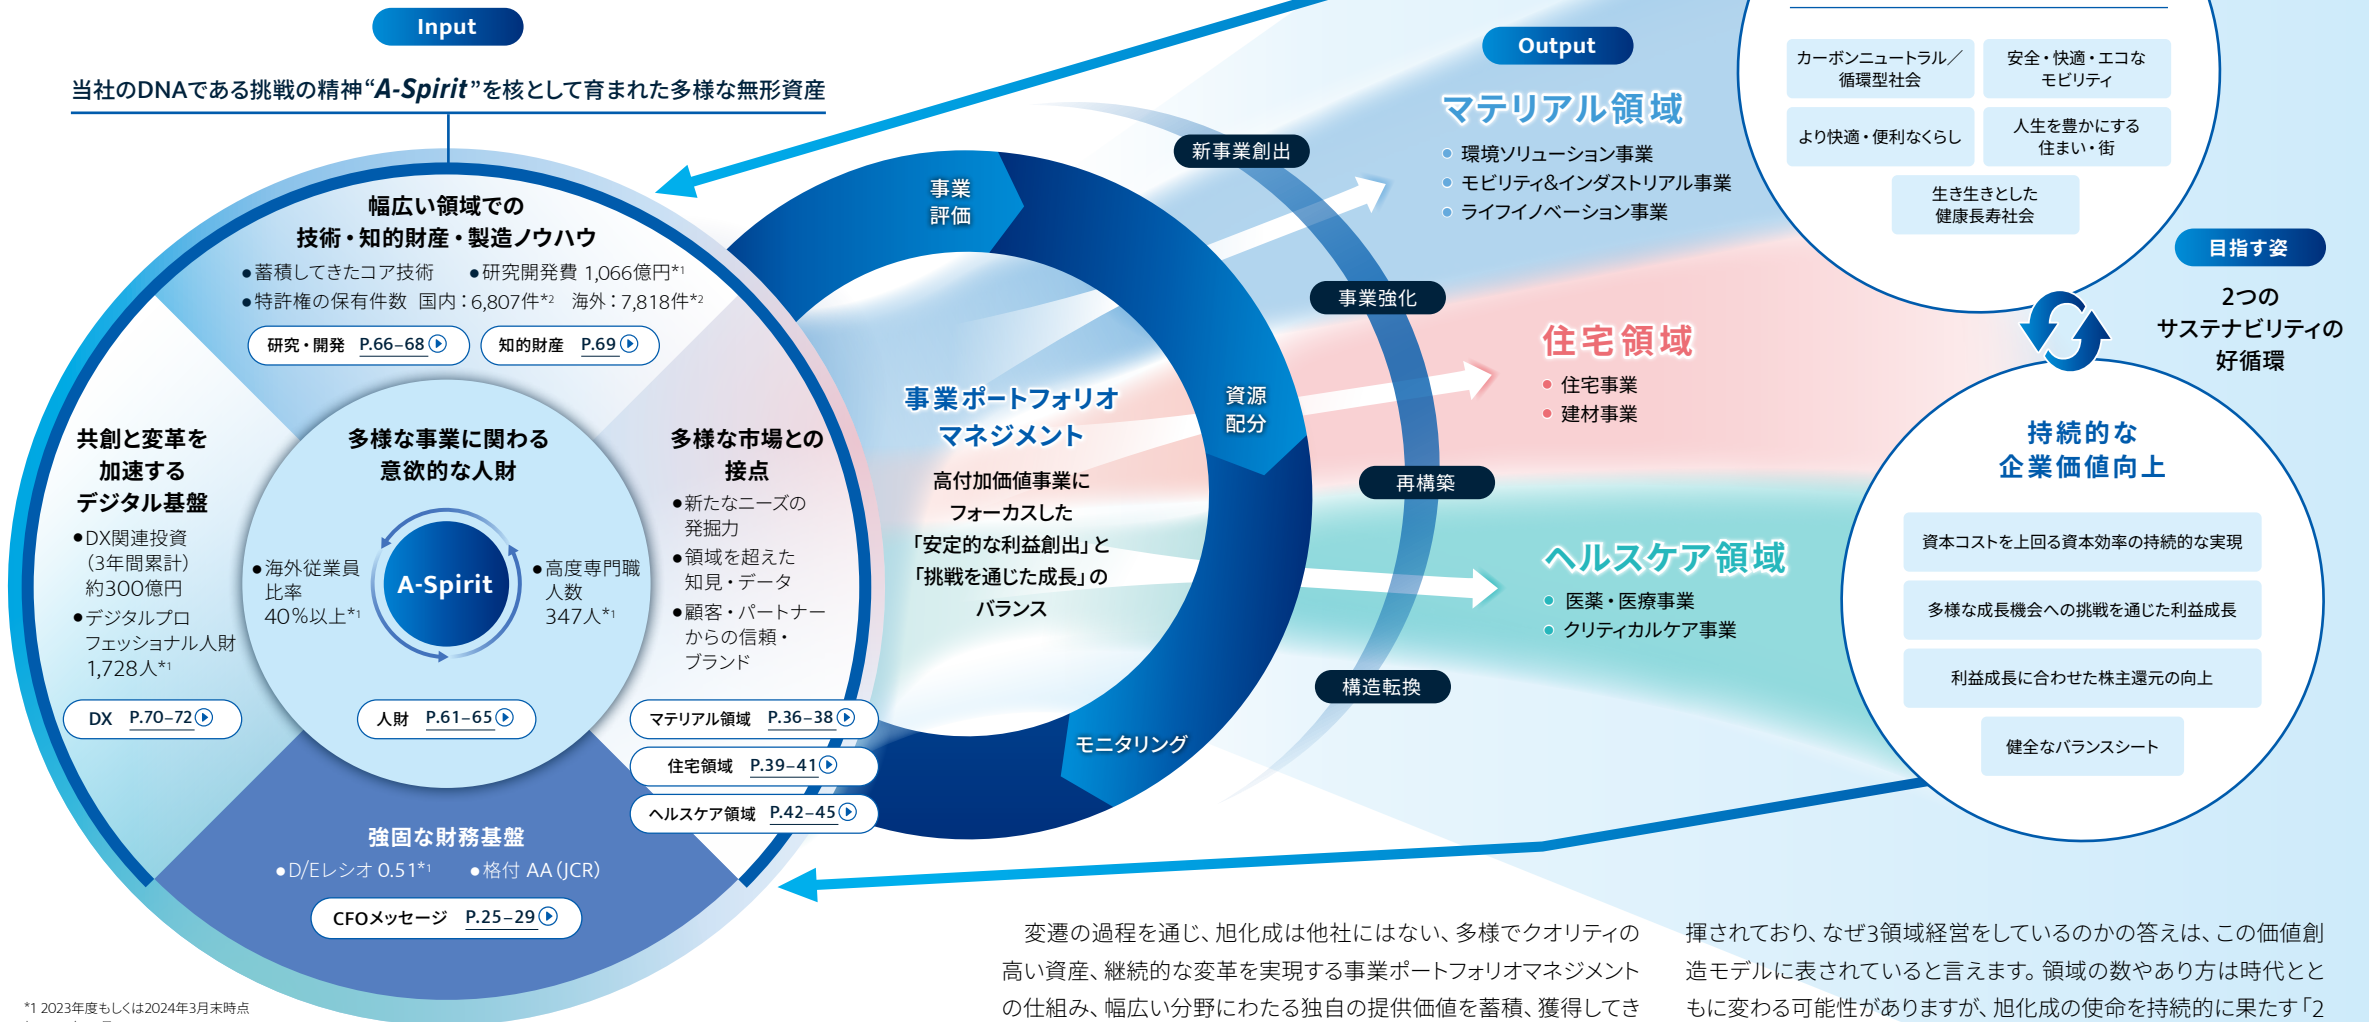 Input
当社のDNAである挑戦の精神“A-Spirit”を核として育まれた多様な無形資産
幅広い領域での
技術・知的財産・製造ノウハウ
●蓄積してきたコア技術　●研究開発費 1,066億円*1
●特許権の保有件数 国内：6,807件*2 海外：7,818件*2
研究・開発 P.66–68
知的財産 P.69
共創と変革を
加速する
デジタル基盤
●DX関連投資
（3年間累計）
約300億円
●デジタルプロ
フェッショナル人財
1,728人*1
DX P.70–72
多様な事業に関わる
意欲的な人財
●海外従業員
比率
40%以上*1
A-Spirit
●高度専門職
人数
347人*1
人財 P.61–65
多様な市場との
接点
●新たなニーズの
発掘力
●領域を超えた
知見・データ
●顧客・パートナー
からの信頼・
ブランド
マテリアル領域 P.36–38
住宅領域 P.39–41
ヘルスケア領域 P.42–45
強固な財務基盤
●D/Eレシオ 0.51*1　●格付 AA（JCR）
CFOメッセージ P.25–29
*1 2023年度もしくは2024年3月末時点
事業
評価
資源
配分
モニタリング
事業ポートフォリオ
マネジメント
高付加価値事業に
フォーカスした
「安定的な利益創出」と
「挑戦を通じた成長」の
バランス
新事業創出
事業強化
再構築
構造転換
Output
マテリアル領域
環境ソリューション事業
モビリティ&インダストリアル事業
ライフイノベーション事業
住宅領域
住宅事業
建材事業
ヘルスケア領域
医薬・医療事業
クリティカルケア事業
カーボンニュートラル／
循環型社会
安全・快適・エコな
モビリティ
より快適・便利なくらし
人生を豊かにする
住まい・街
生き生きとした
健康長寿社会
目指す姿
2つの
サステナビリティの
好循環
持続的な
企業価値向上
資本コストを上回る資本効率の持続的な実現
多様な成長機会への挑戦を通じた利益成長
利益成長に合わせた株主還元の向上
健全なバランスシート
変遷の過程を通じ、旭化成は他社にはない、多様でクオリティの
高い資産、継続的な変革を実現する事業ポートフォリオマネジメント
の仕組み、幅広い分野にわたる独自の提供価値を蓄積、獲得してき
揮されており、なぜ3領域経営をしているのかの答えは、この価値創
造モデルに表されていると言えます。領域の数やあり方は時代とと
もに変わる可能性がありますが、旭化成の使命を持続的に果たす「2